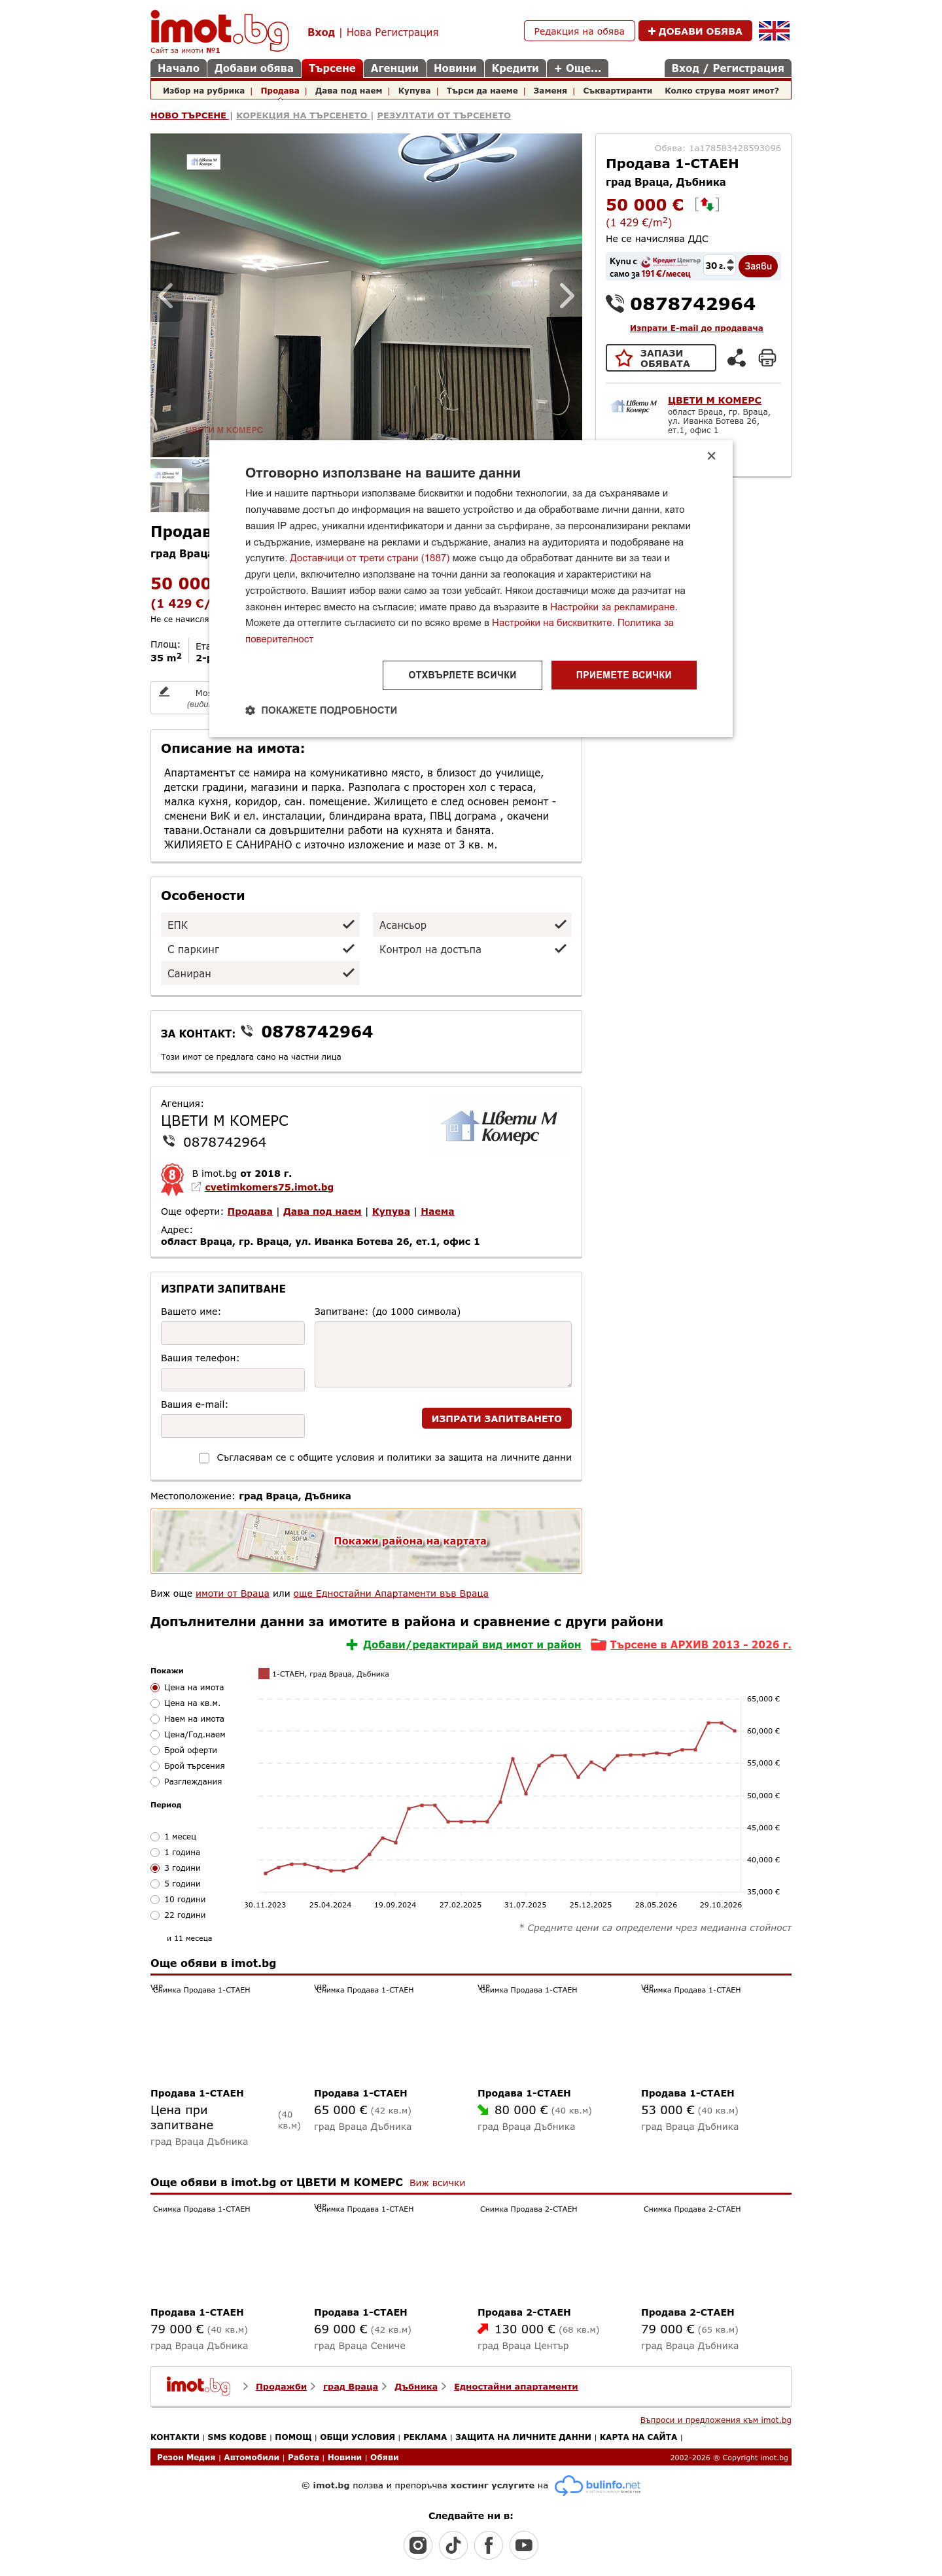 imot.bg
Сайт за имоти №1
Вход | Нова Регистрация
Редакция на обява
+ ДОБАВИ ОБЯВА
Начало
Добави обява
Търсене
Агенции
Новини
Кредити
+ Още...
Вход / Регистрация
Избор на рубрика | Продава | Дава под наем | Купува | Търси да наеме | Заменя | Съквартиранти
Колко струва моят имот?
НОВО ТЪРСЕНЕ | КОРЕКЦИЯ НА ТЪРСЕНЕТО | РЕЗУЛТАТИ ОТ ТЪРСЕНЕТО
Цвети М
Комерс
ЦВЕТИ М КОМЕРС
Обява: 1a178583428593096
Продава 1-СТАЕН
град Враца, Дъбника
50 000 €
(1 429 €/m2)
Не се начислява ДДС
Купи с Кредит Център
само за 191 €/месец
30 г.
Заяви
0878742964
Изпрати E-mail до продавача
ЗАПАЗИ
ОБЯВАТА
Цвети М
Комерс
ЦВЕТИ М КОМЕРС
област Враца, гр. Враца,
ул. Иванка Ботева 26,
ет.1, офис 1
×
Отговорно използване на вашите данни
Ние и нашите партньори използваме бисквитки и подобни технологии, за да съхраняваме и
получаваме достъп до информация на вашето устройство и да обработваме лични данни, като
вашия IP адрес, уникални идентификатори и данни за сърфиране, за персонализирани реклами
и съдържание, измерване на реклами и съдържание, анализ на аудиторията и подобряване на
услугите. Доставчици от трети страни (1887) може също да обработват данните ви за тези и
други цели, включително използване на точни данни за геолокация и характеристики на
устройството. Вашият избор важи само за този уебсайт. Някои доставчици може да разчитат на
законен интерес вместо на съгласие; имате право да възразите в Настройки за рекламиране.
Можете да оттеглите съгласието си по всяко време в Настройки на бисквитките. Политика за
поверителност
ОТХВЪРЛЕТЕ ВСИЧКИ
ПРИЕМЕТЕ ВСИЧКИ
ПОКАЖЕТЕ ПОДРОБНОСТИ
Продав
град Враца
50 000
(1 429 €/
Не се начисля
Площ:
35 m2
Ета
2-р
Моя
(види
Описание на имота:
Апартаментът се намира на комуникативно място, в близост до училище,
детски градини, магазини и парка. Разполага с просторен хол с тераса,
малка кухня, коридор, сан. помещение. Жилището е след основен ремонт -
сменени ВиК и ел. инсталации, блиндирана врата, ПВЦ дограма , окачени
тавани.Останали са довършителни работи на кухнята и банята.
ЖИЛИЯЕТО Е САНИРАНО с източно изложение и мазе от 3 кв. м.
Особености
ЕПК
Асансьор
С паркинг
Контрол на достъпа
Саниран
ЗА КОНТАКТ: 0878742964
Този имот се предлага само на частни лица
Агенция:
ЦВЕТИ М КОМЕРС
0878742964
Цвети М
Комерс
8
В imot.bg от 2018 г.
cvetimkomers75.imot.bg
Още оферти: Продава | Дава под наем | Купува | Наема
Адрес:
област Враца, гр. Враца, ул. Иванка Ботева 26, ет.1, офис 1
ИЗПРАТИ ЗАПИТВАНЕ
Вашето име:
Запитване: (до 1000 символа)
Вашия телефон:
Вашия e-mail:
ИЗПРАТИ ЗАПИТВАНЕТО
Съгласявам се с общите условия и политики за защита на личните данни
Местоположение: град Враца, Дъбника
MALL OF
SOFIA
Покажи района на картата
Виж още имоти от Враца или още Едностайни Апартаменти във Враца
Допълнителни данни за имотите в района и сравнение с други райони
Добави/редактирай вид имот и район
Търсене в АРХИВ 2013 - 2026 г.
Покажи
Цена на имота
Цена на кв.м.
Наем на имота
Цена/Год.наем
Брой оферти
Брой търсения
Разглеждания
Период
1 месец
1 година
3 години
5 години
10 години
22 години
и 11 месеца
1-СТАЕН, град Враца, Дъбника
65,000 €
60,000 €
55,000 €
50,000 €
45,000 €
40,000 €
35,000 €
30.11.2023
25.04.2024
19.09.2024
27.02.2025
31.07.2025
25.12.2025
28.05.2026
29.10.2026
* Средните цени са определени чрез медианна стойност
Още обяви в imot.bg
VIP
Снимка Продава 1-СТАЕН
VIP
Снимка Продава 1-СТАЕН
VIP
Снимка Продава 1-СТАЕН
VIP
Снимка Продава 1-СТАЕН
Продава 1-СТАЕН
Цена при
запитване
(40
кв.м)
град Враца Дъбника
Продава 1-СТАЕН
65 000 € (42 кв.м)
град Враца Дъбника
Продава 1-СТАЕН
80 000 € (40 кв.м)
град Враца Дъбника
Продава 1-СТАЕН
53 000 € (40 кв.м)
град Враца Дъбника
Още обяви в imot.bg от ЦВЕТИ М КОМЕРС Виж всички
Снимка Продава 1-СТАЕН
VIP
Снимка Продава 1-СТАЕН
Снимка Продава 2-СТАЕН
Снимка Продава 2-СТАЕН
Продава 1-СТАЕН
79 000 € (40 кв.м)
град Враца Дъбника
Продава 1-СТАЕН
69 000 € (42 кв.м)
град Враца Сениче
Продава 2-СТАЕН
130 000 € (68 кв.м)
град Враца Център
Продава 2-СТАЕН
79 000 € (65 кв.м)
град Враца Дъбника
imot.bg
Продажби
град Враца
Дъбника
Едностайни апартаменти
Въпроси и предложения към imot.bg
КОНТАКТИ | SMS КОДОВЕ | ПОМОЩ | ОБЩИ УСЛОВИЯ | РЕКЛАМА | ЗАЩИТА НА ЛИЧНИТЕ ДАННИ | КАРТА НА САЙТА |
Резон Медия | Автомобили | Работа | Новини | Обяви
2002-2026 ® Copyright imot.bg
© imot.bg ползва и препоръчва хостинг услугите на bulinfo.net
Следвайте ни в: